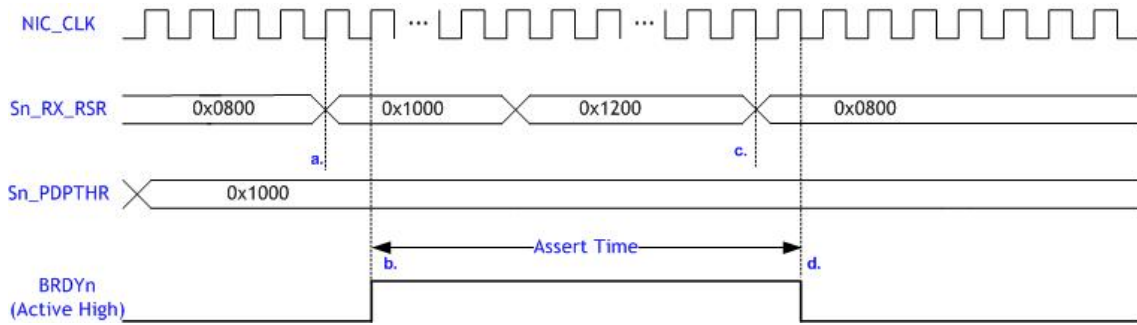 NIC_CLK
... ...
Sn_RX_RSR 0x0800 0x1000 0x1200 0x0800
a. c.
Sn_PDPTHR 0x1000
Assert Time
b. d.
BRDYn
(Active High)